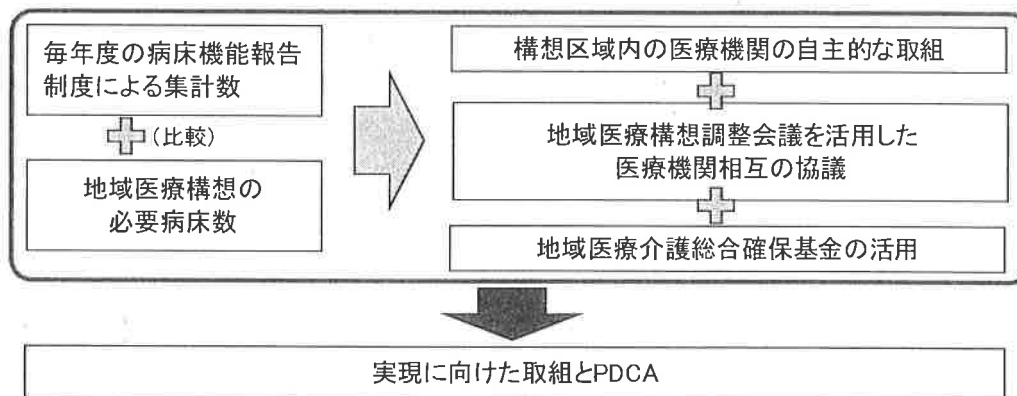 毎年度の病床機能報告
制度による集計数
(比較)
地域医療構想の
必要病床数
構想区域内の医療機関の自主的な取組
地域医療構想調整会議を活用した
医療機関相互の協議
地域医療介護総合確保基金の活用
実現に向けた取組とPDCA